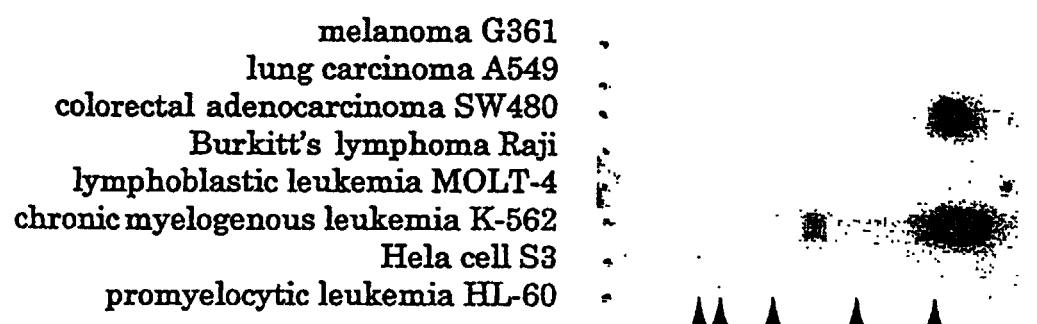 melanoma G361
lung carcinoma A549
colorectal adenocarcinoma SW480
Burkitt's lymphoma Raji
lymphoblastic leukemia MOLT-4
chronic myelogenous leukemia K-562
Hela cell S3
promyelocytic leukemia HL-60